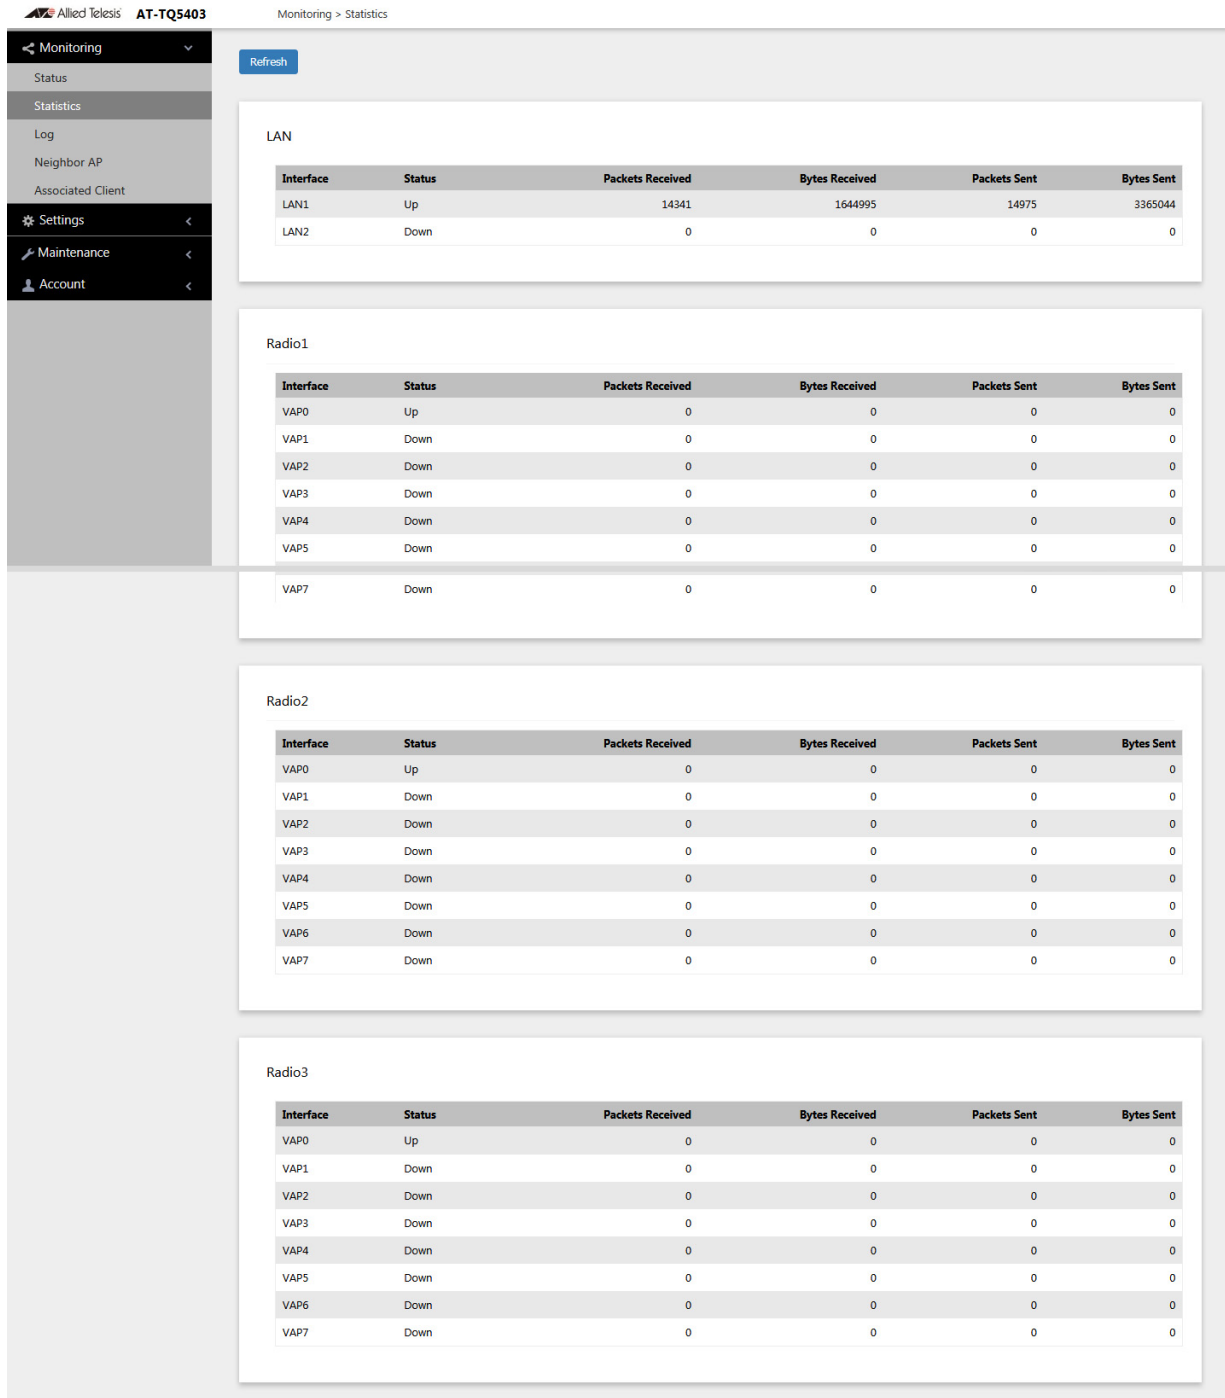 Allied Telesis AT-TQ5403 Monitoring > Statistics
Monitoring
Status
Statistics
Log
Neighbor AP
Associated Client
Settings
Maintenance
Account
Refresh
LAN
Interface Status Packets Received Bytes Received Packets Sent Bytes Sent
LAN1 Up 14341 1644995 14975 3365044
LAN2 Down 0 0 0 0
Radio1
Interface Status Packets Received Bytes Received Packets Sent Bytes Sent
VAP0 Up 0 0 0 0
VAP1 Down 0 0 0 0
VAP2 Down 0 0 0 0
VAP3 Down 0 0 0 0
VAP4 Down 0 0 0 0
VAP5 Down 0 0 0 0
VAP7 Down 0 0 0 0
Radio2
Interface Status Packets Received Bytes Received Packets Sent Bytes Sent
VAP0 Up 0 0 0 0
VAP1 Down 0 0 0 0
VAP2 Down 0 0 0 0
VAP3 Down 0 0 0 0
VAP4 Down 0 0 0 0
VAP5 Down 0 0 0 0
VAP6 Down 0 0 0 0
VAP7 Down 0 0 0 0
Radio3
Interface Status Packets Received Bytes Received Packets Sent Bytes Sent
VAP0 Up 0 0 0 0
VAP1 Down 0 0 0 0
VAP2 Down 0 0 0 0
VAP3 Down 0 0 0 0
VAP4 Down 0 0 0 0
VAP5 Down 0 0 0 0
VAP6 Down 0 0 0 0
VAP7 Down 0 0 0 0